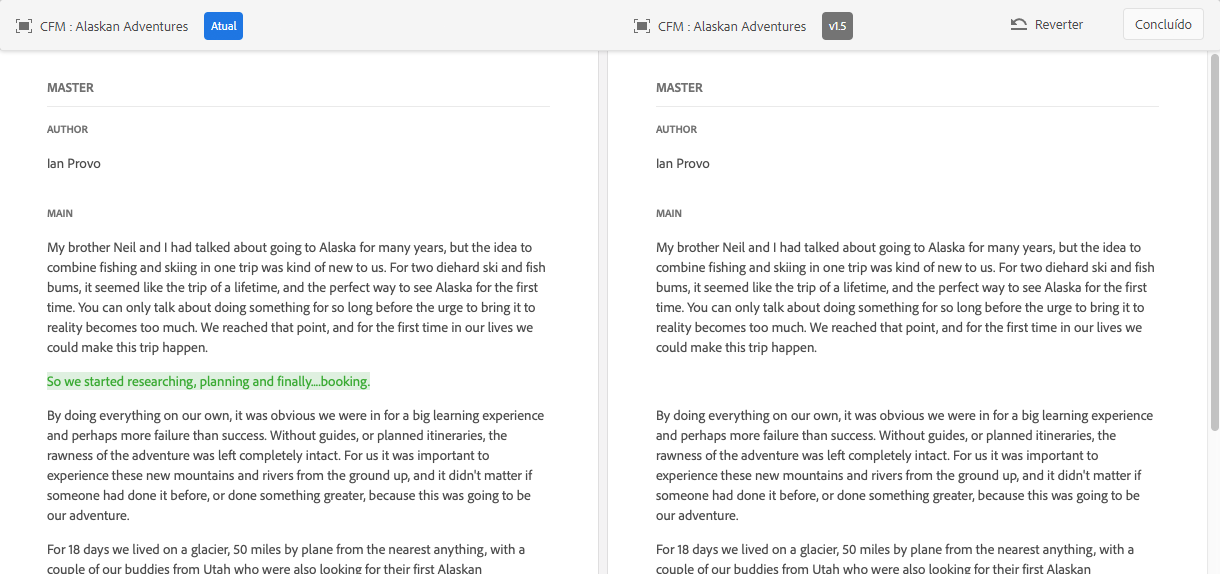 CFM : Alaskan Adventures Atual
CFM : Alaskan Adventures v1.5 Reverter Concluído
MASTER
AUTHOR
Ian Provo
MAIN
My brother Neil and I had talked about going to Alaska for many years, but the idea to
combine fishing and skiing in one trip was kind of new to us. For two diehard ski and fish
bums, it seemed like the trip of a lifetime, and the perfect way to see Alaska for the first
time. You can only talk about doing something for so long before the urge to bring it to
reality becomes too much. We reached that point, and for the first time in our lives we
could make this trip happen.
So we started researching, planning and finally....booking.
By doing everything on our own, it was obvious we were in for a big learning experience
and perhaps more failure than success. Without guides, or planned itineraries, the
rawness of the adventure was left completely intact. For us it was important to
experience these new mountains and rivers from the ground up, and it didn't matter if
someone had done it before, or done something greater, because this was going to be
our adventure.
For 18 days we lived on a glacier, 50 miles by plane from the nearest anything, with a
couple of our buddies from Utah who were also looking for their first Alaskan
MASTER
AUTHOR
Ian Provo
MAIN
My brother Neil and I had talked about going to Alaska for many years, but the idea to
combine fishing and skiing in one trip was kind of new to us. For two diehard ski and fish
bums, it seemed like the trip of a lifetime, and the perfect way to see Alaska for the first
time. You can only talk about doing something for so long before the urge to bring it to
reality becomes too much. We reached that point, and for the first time in our lives we
could make this trip happen.
By doing everything on our own, it was obvious we were in for a big learning experience
and perhaps more failure than success. Without guides, or planned itineraries, the
rawness of the adventure was left completely intact. For us it was important to
experience these new mountains and rivers from the ground up, and it didn't matter if
someone had done it before, or done something greater, because this was going to be
our adventure.
For 18 days we lived on a glacier, 50 miles by plane from the nearest anything, with a
couple of our buddies from Utah who were also looking for their first Alaskan